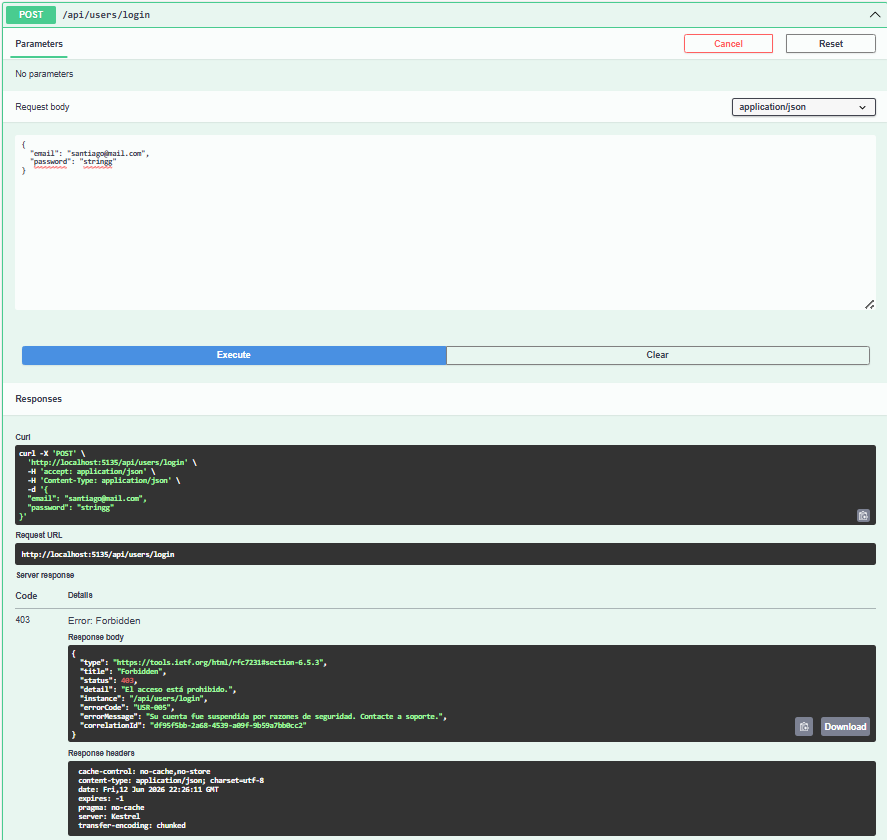 POST /api/users/login
Parameters
Cancel
Reset
No parameters
Request body
application/json
{
  "email": "santiago@mail.com",
  "password": "stringg"
}
Execute
Clear
Responses
Curl
curl -X 'POST' \
  'http://localhost:5135/api/users/login' \
  -H 'accept: application/json' \
  -H 'Content-Type: application/json' \
  -d '{
  "email": "santiago@mail.com",
  "password": "stringg"
}'
Request URL
http://localhost:5135/api/users/login
Server response
Code
Details
403
Error: Forbidden
Response body
{
  "type": "https://tools.ietf.org/html/rfc7231#section-6.5.3",
  "title": "Forbidden",
  "status": 403,
  "detail": "El acceso está prohibido.",
  "instance": "/api/users/login",
  "errorCode": "USR-005",
  "errorMessage": "Su cuenta fue suspendida por razones de seguridad. Contacte a soporte.",
  "correlationId": "df95f5bb-2a68-4539-a09f-9b59a7bb0cc2"
}
Download
Response headers
cache-control: no-cache,no-store
content-type: application/json; charset=utf-8
date: Fri,12 Jun 2026 22:26:11 GMT
expires: -1
pragma: no-cache
server: Kestrel
transfer-encoding: chunked